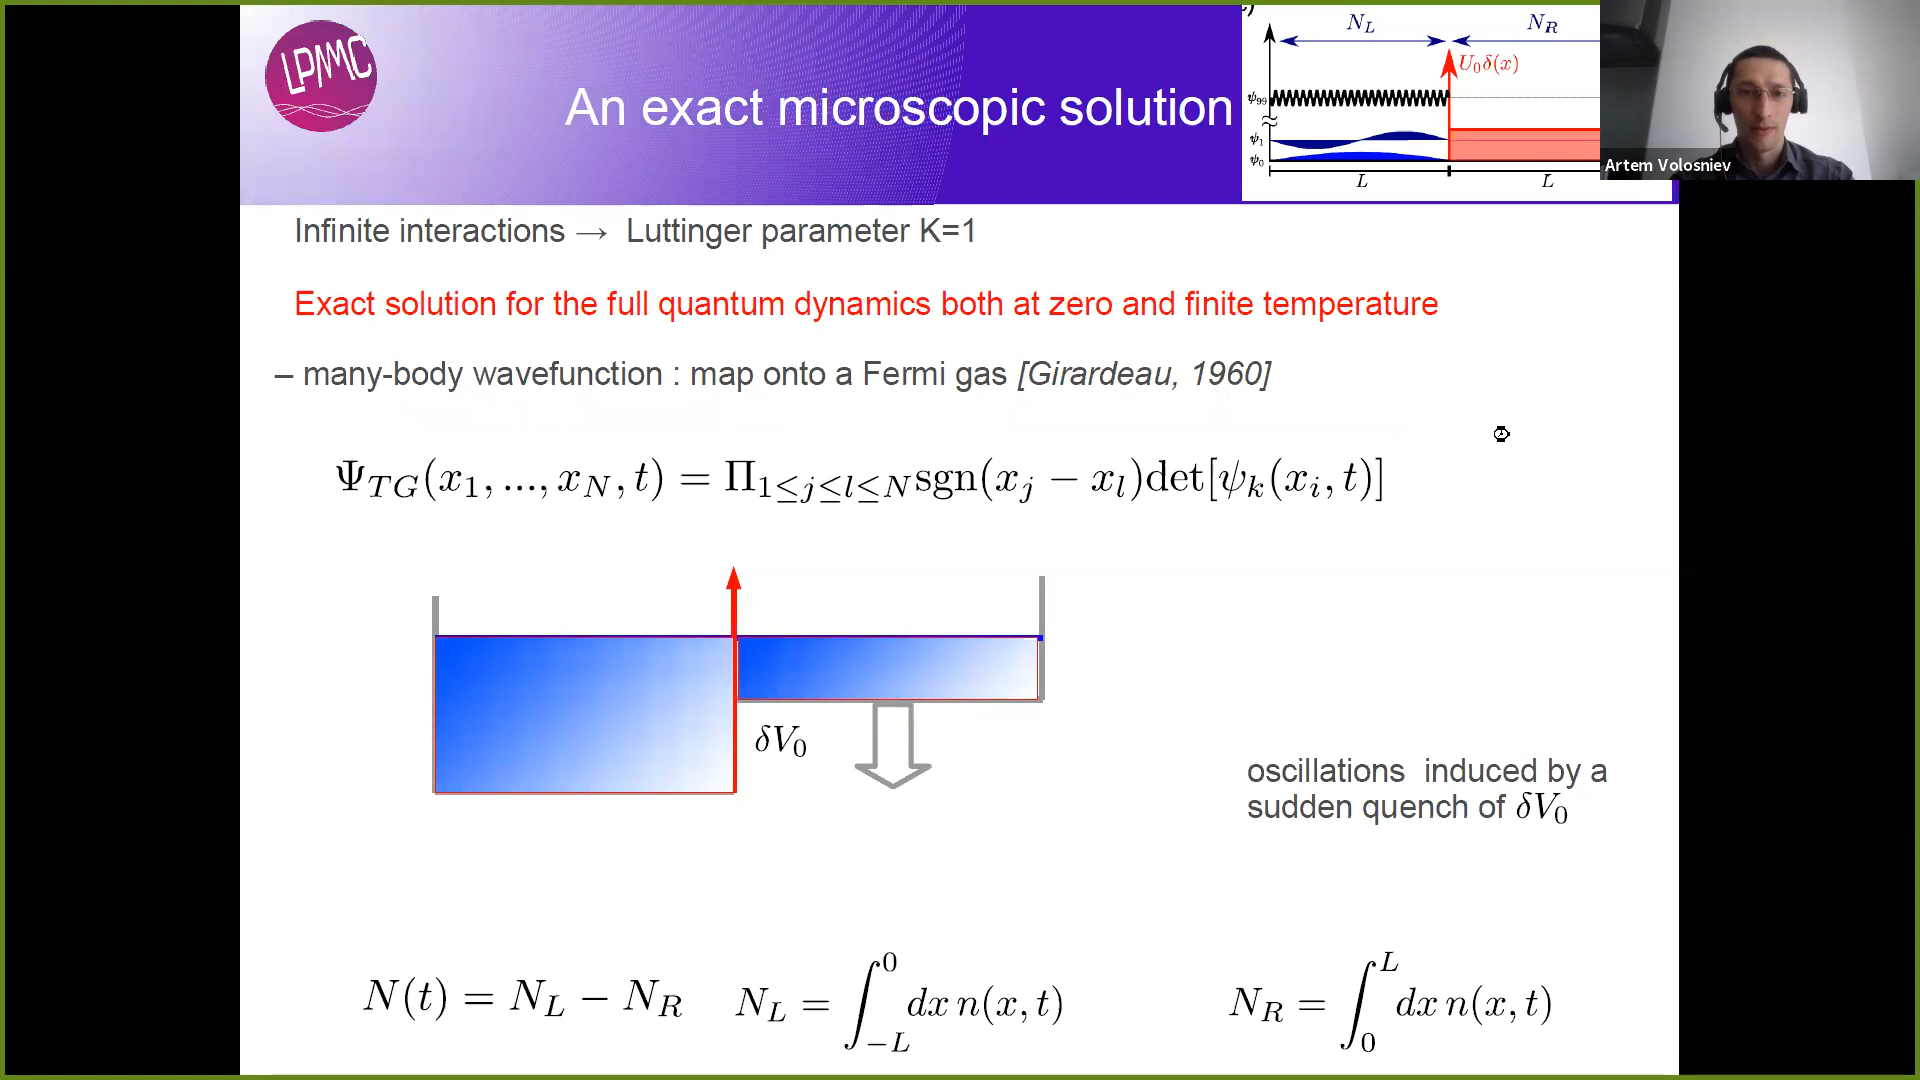 LPMMC
An exact microscopic solution
N_L N_R
U_0δ(x)
ψ_99
ψ_1
ψ_0
L L
Artem Volosniev
Infinite interactions → Luttinger parameter K=1
Exact solution for the full quantum dynamics both at zero and finite temperature
– many-body wavefunction : map onto a Fermi gas [Girardeau, 1960]
Ψ_{TG}(x_1, ..., x_N, t) = Π_{1≤j≤l≤N} sgn(x_j − x_l)det[ψ_k(x_i, t)]
δV_0
oscillations induced by a
sudden quench of δV_0
N(t) = N_L − N_R N_L = ∫_{−L}^{0} dx n(x, t) N_R = ∫_{0}^{L} dx n(x, t)